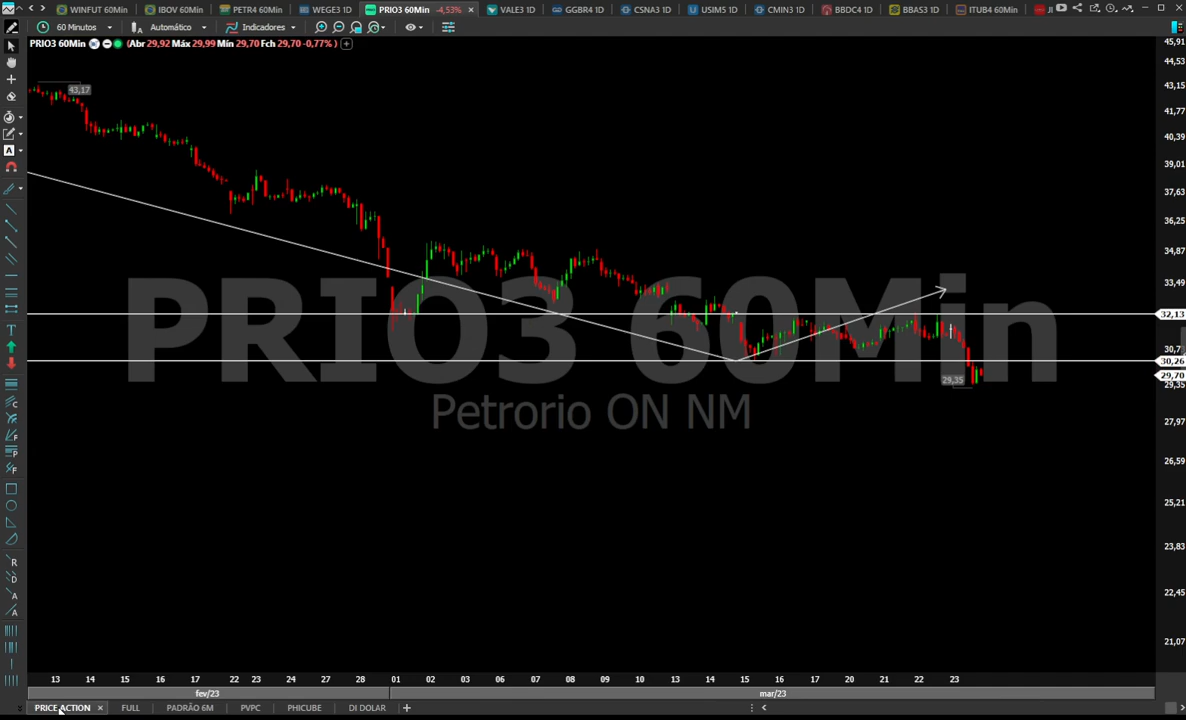 WINFUT 60Min IBOV 60Min PETR4 60Min WEGE3 1D PRIO3 60Min -4,53% × VALE3 1D GGBR4 1D CSNA3 1D USIM5 1D CMIN3 1D BBDC4 1D BBAS3 1D ITUB4 60Min
60 Minutos Automático Indicadores
PRIO3 60Min (Abr 29,92 Máx 29,99 Mín 29,70 Fch 29,70 -0,77% )
45,91
44,53
43,17
43,15
41,77
40,39
39,01
37,63
36,25
34,87
33,49
32,13
30,26
29,70
29,35
29,35
27,97
26,59
25,21
23,83
22,45
21,07
PRIO3 60Min
Petrorio ON NM
13 14 15 16 17 22 23 24 27 28 01 02 03 06 07 08 09 10 13 14 15 16 17 20 21 22 23
fev/23 mar/23
PRICE ACTION × FULL PADRÃO 6M PVPC PHICUBE DI DOLAR +